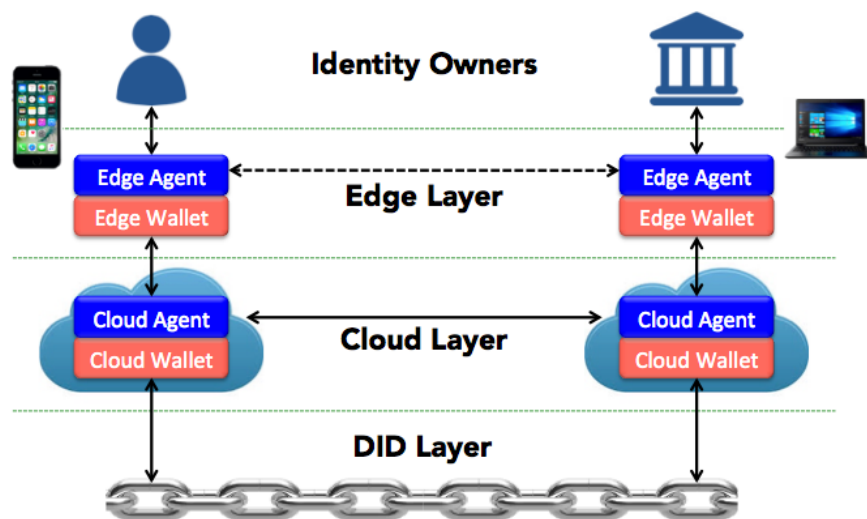 Identity Owners
Edge Agent
Edge Agent
Edge Layer
Edge Wallet
Edge Wallet
Cloud Agent
Cloud Agent
Cloud Layer
Cloud Wallet
Cloud Wallet
DID Layer